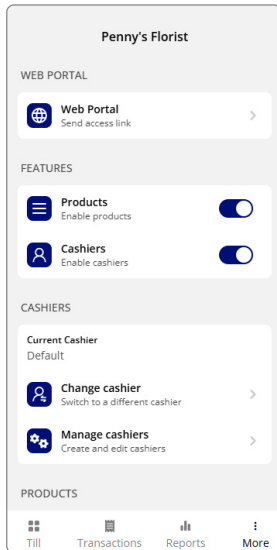 Penny's Florist
WEB PORTAL
Web Portal
Send access link
FEATURES
Products
Enable products
Cashiers
Enable cashiers
CASHIERS
Current Cashier
Default
Change cashier
Switch to a different cashier
Manage cashiers
Create and edit cashiers
PRODUCTS
Till Transactions Reports More